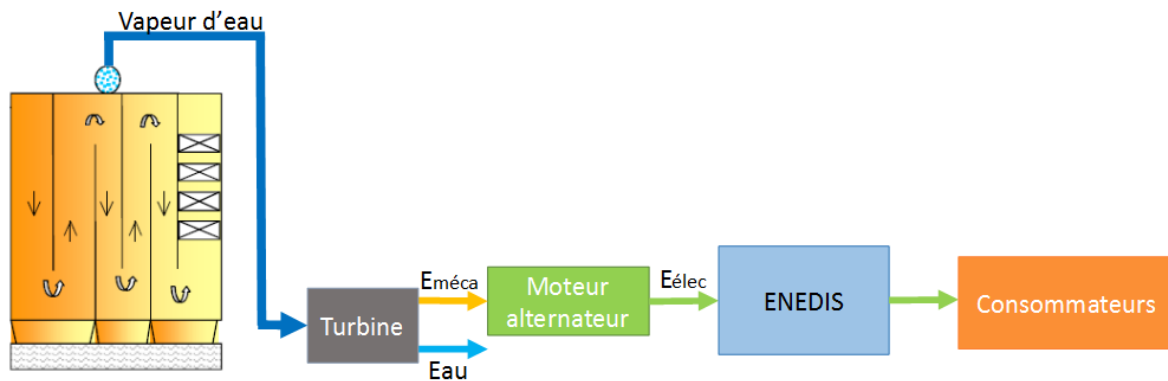 Vapeur d’eau
Eméca
Eélec
Turbine
Moteur
alternateur
ENEDIS
Consommateurs
Eau